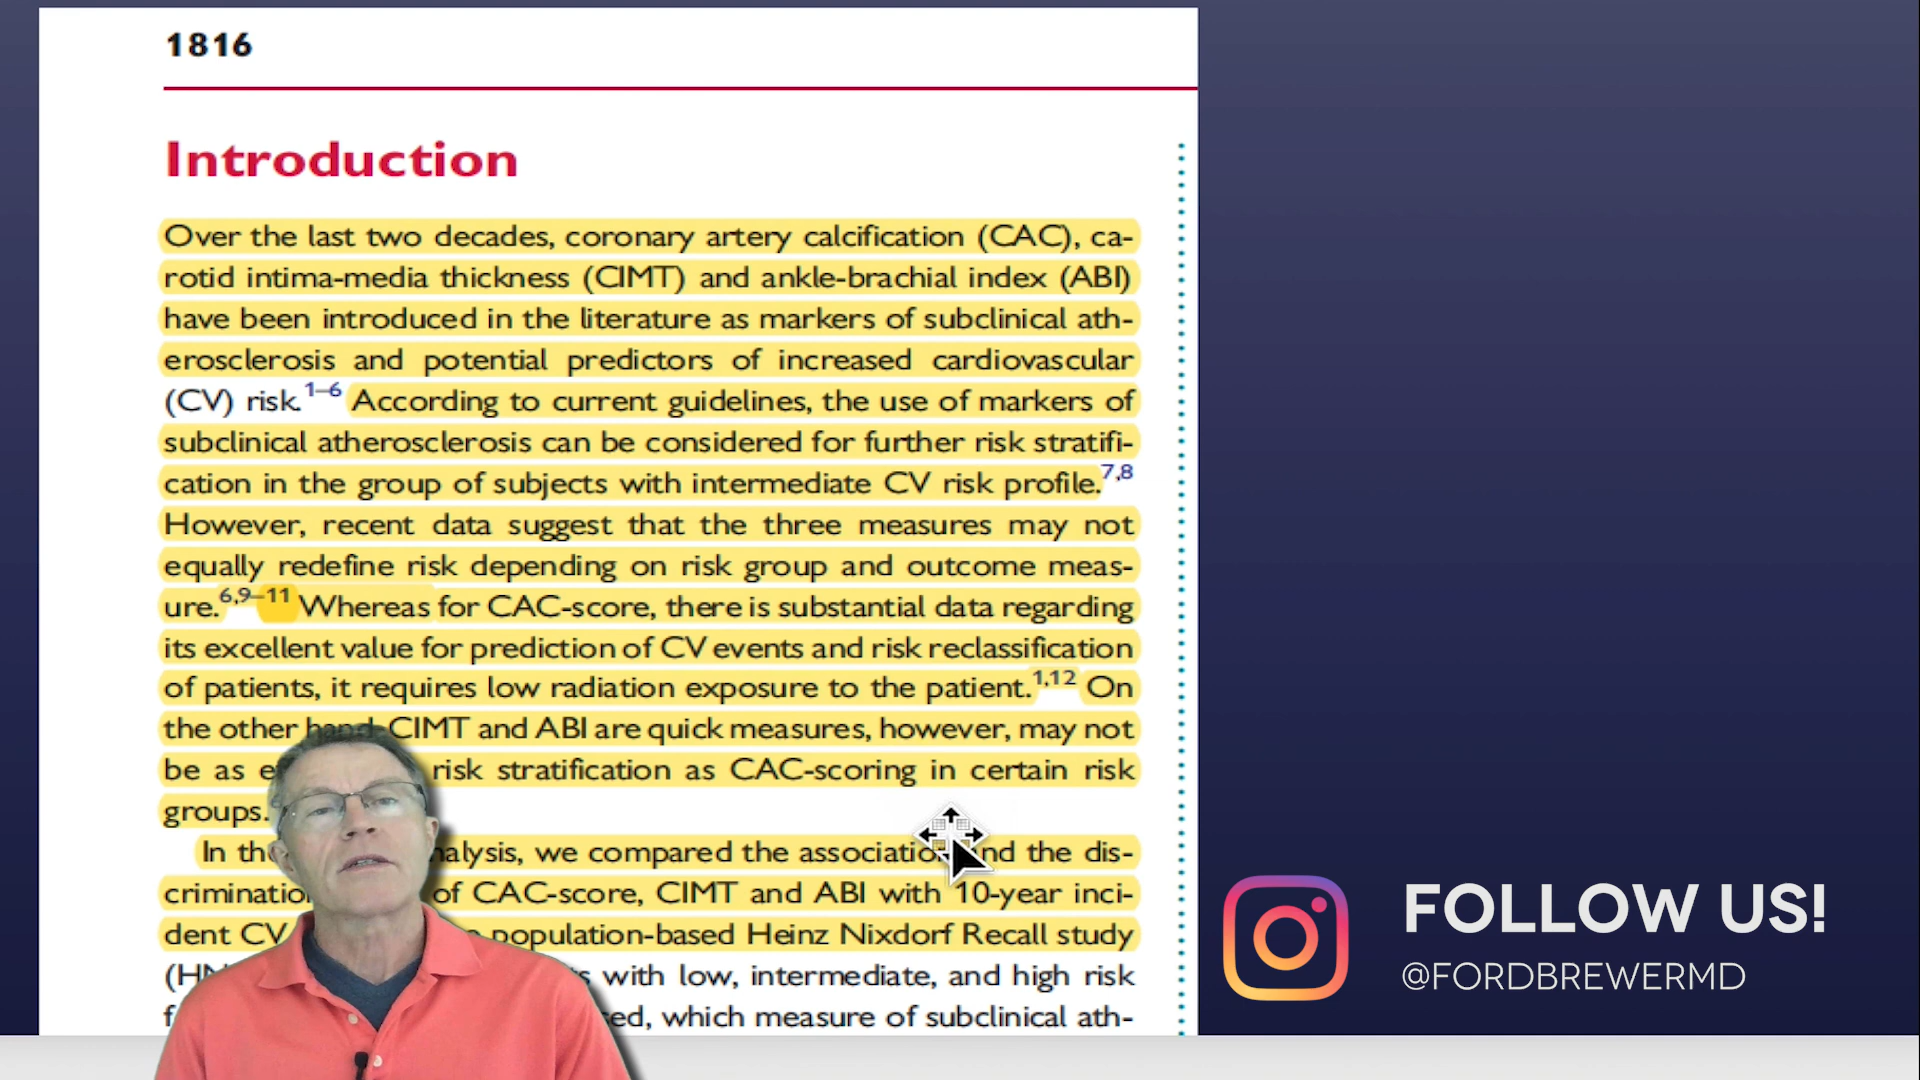 1816
Introduction
Over the last two decades, coronary artery calcification (CAC), ca-
rotid intima-media thickness (CIMT) and ankle-brachial index (ABI)
have been introduced in the literature as markers of subclinical ath-
erosclerosis and potential predictors of increased cardiovascular
(CV) risk.1–6 According to current guidelines, the use of markers of
subclinical atherosclerosis can be considered for further risk stratifi-
cation in the group of subjects with intermediate CV risk profile.7,8
However, recent data suggest that the three measures may not
equally redefine risk depending on risk group and outcome meas-
ure.6,9–11 Whereas for CAC-score, there is substantial data regarding
its excellent value for prediction of CV events and risk reclassification
of patients, it requires low radiation exposure to the patient.1,12 On
the other hand, CIMT and ABI are quick measures, however, may not
be as risk stratification as CAC-scoring in certain risk
groups.
In the analysis, we compared the association and the dis-
crimination of CAC-score, CIMT and ABI with 10-year inci-
dent CV population-based Heinz Nixdorf Recall study
with low, intermediate, and high risk
which measure of subclinical ath-
FOLLOW US!
@FORDBREWERMD